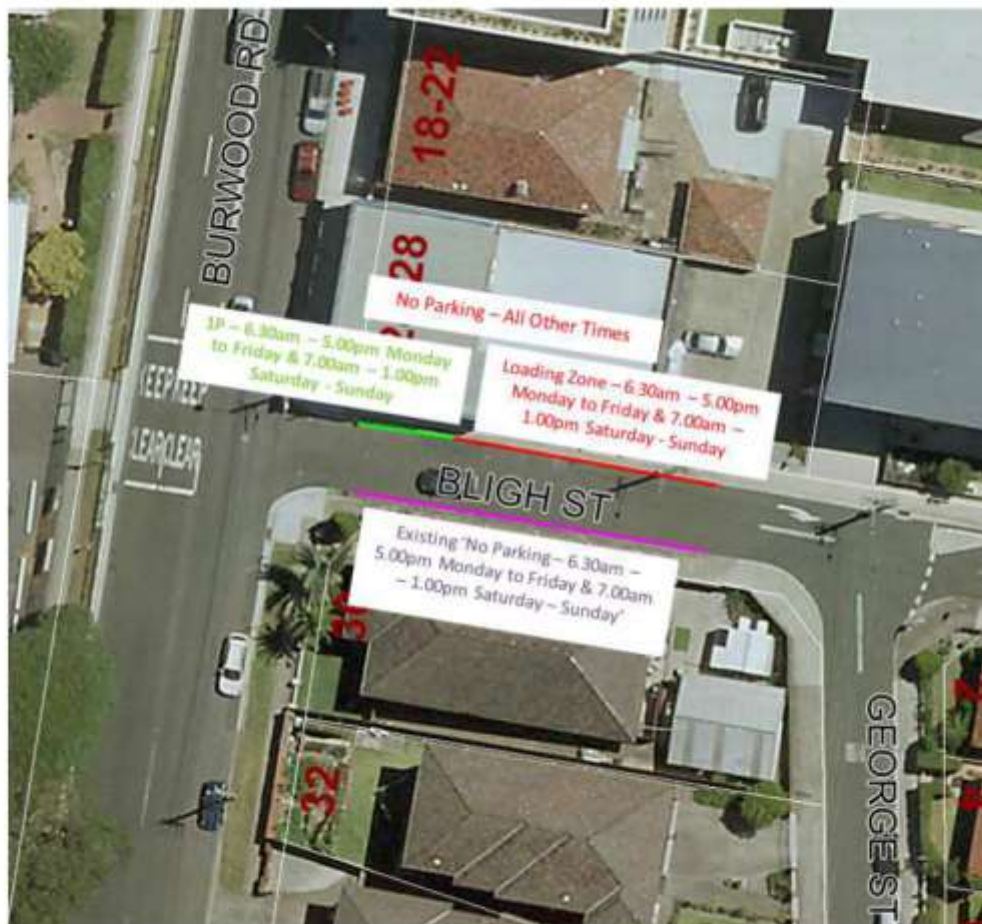 BURWOOD RD
18-22
28
No Parking – All Other Times
1P – 6.30am – 5.00pm Monday
to Friday & 7.00am – 1.00pm
Saturday - Sunday
Loading Zone – 6.30am – 5.00pm
Monday to Friday & 7.00am –
1.00pm Saturday - Sunday
KEEP KEEP
CLEAR CLEAR
BLIGH ST
Existing 'No Parking – 6.30am –
5.00pm Monday to Friday & 7.00am
– 1.00pm Saturday – Sunday'
30
32
GEORGE ST